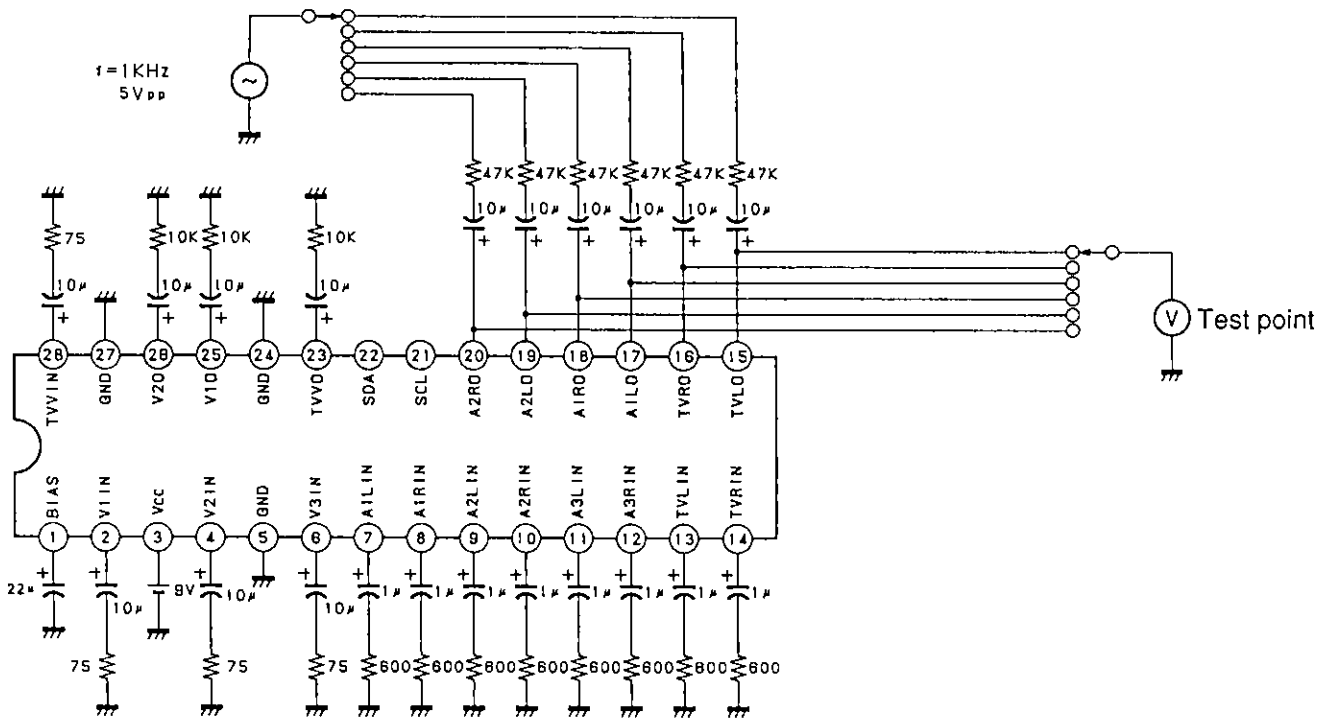 f=1KHz
5Vpp
47K 47K 47K 47K 47K 47K
10μ 10μ 10μ 10μ 10μ 10μ
+ + + + + +
75 10K 10K 10K
10μ 10μ 10μ 10μ
+ + + +
V Test point
28 27 28 25 24 23 22 21 20 19 18 17 16 15
TVVIN GND V2O V1O GND TVVO SDA SCL A2RO A2LO A1RO A1LO TVRO TVLO
BIAS V1IN Vcc V2IN GND V3IN A1LIN A1RIN A2LIN A2RIN A3LIN A3RIN TVLIN TVRIN
1 2 3 4 5 6 7 8 9 10 11 12 13 14
+ + + + + + + + + + + +
22μ 10μ 9V 10μ 10μ 1μ 1μ 1μ 1μ 1μ 1μ 1μ 1μ
75 75 75 600 600 600 600 600 600 600 600